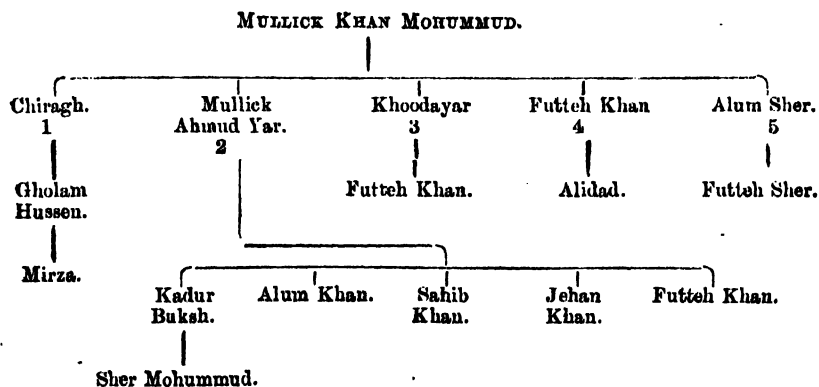 MULLICK KHAN MOHUMMUD.
Chiragh. Mullick Khoodayar Futteh Khan Alum Sher.
1 Ahmud Yar. 3 4 5
2
Gholam Futteh Khan. Alidad. Futteh Sher.
Hussen.
Mirza.
Kadur Alum Khan. Sahib Jehan Futteh Khan.
Buksh. Khan. Khan.
Sher Mohummud.